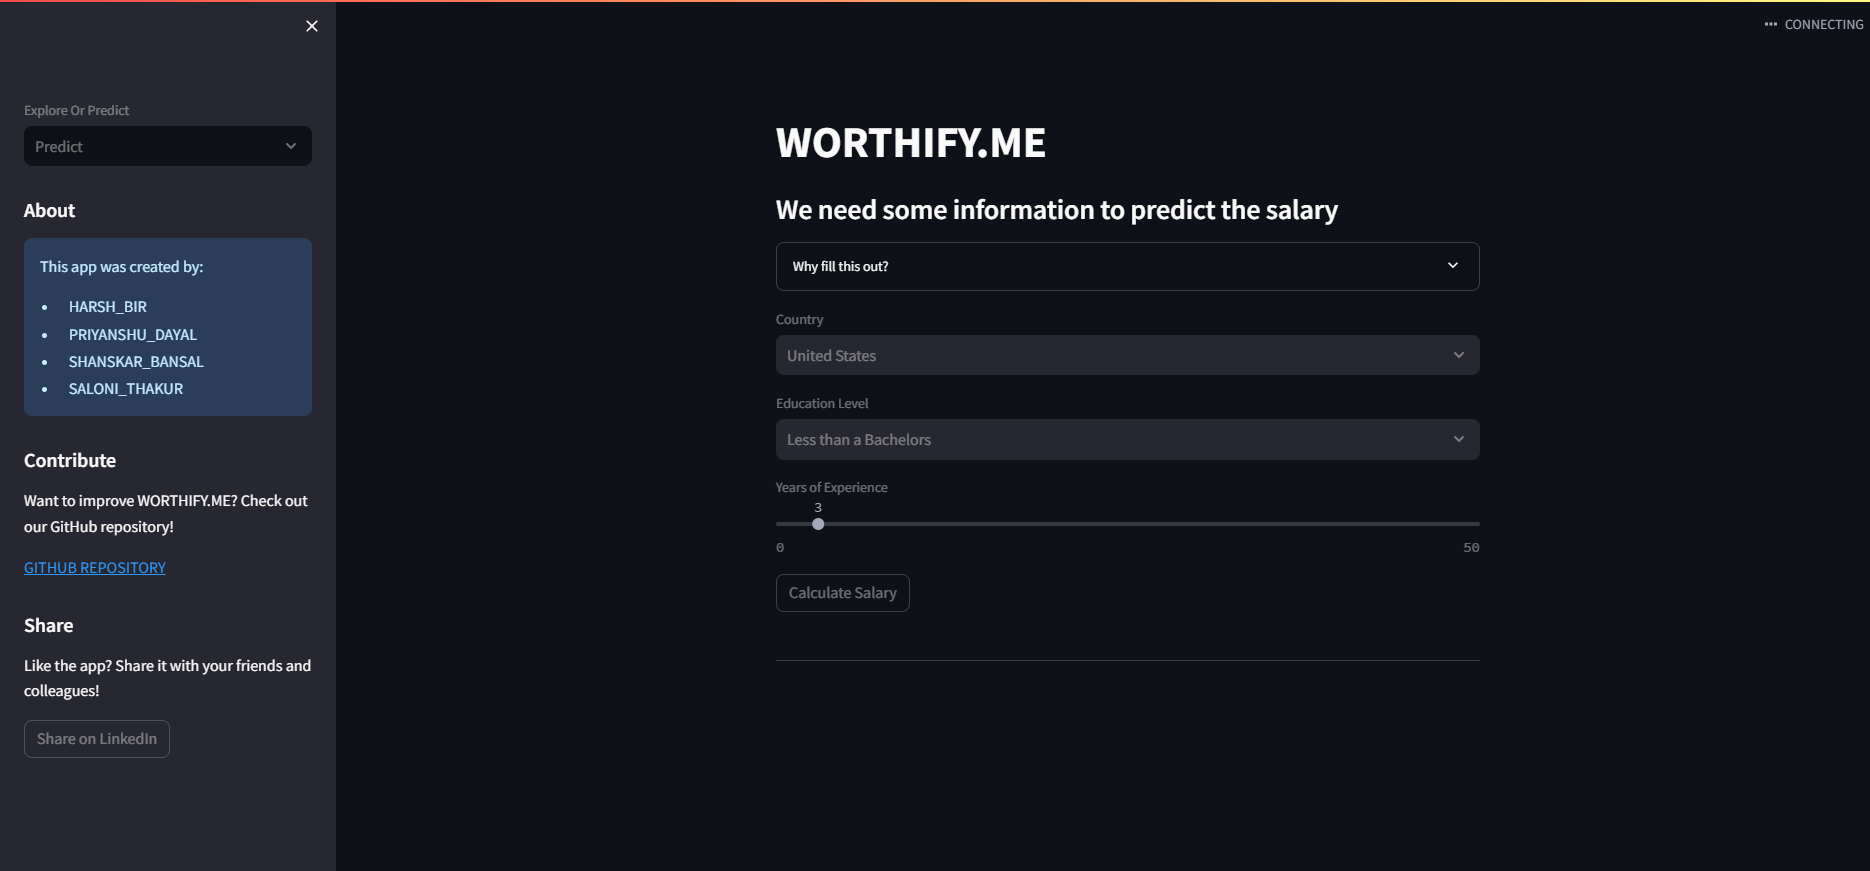 CONNECTING
Explore Or Predict
Predict
About
This app was created by:
• HARSH_BIR
• PRIYANSHU_DAYAL
• SHANSKAR_BANSAL
• SALONI_THAKUR
Contribute
Want to improve WORTHIFY.ME? Check out
our GitHub repository!
GITHUB REPOSITORY
Share
Like the app? Share it with your friends and
colleagues!
Share on LinkedIn
WORTHIFY.ME
We need some information to predict the salary
Why fill this out?
Country
United States
Education Level
Less than a Bachelors
Years of Experience
3
0 50
Calculate Salary